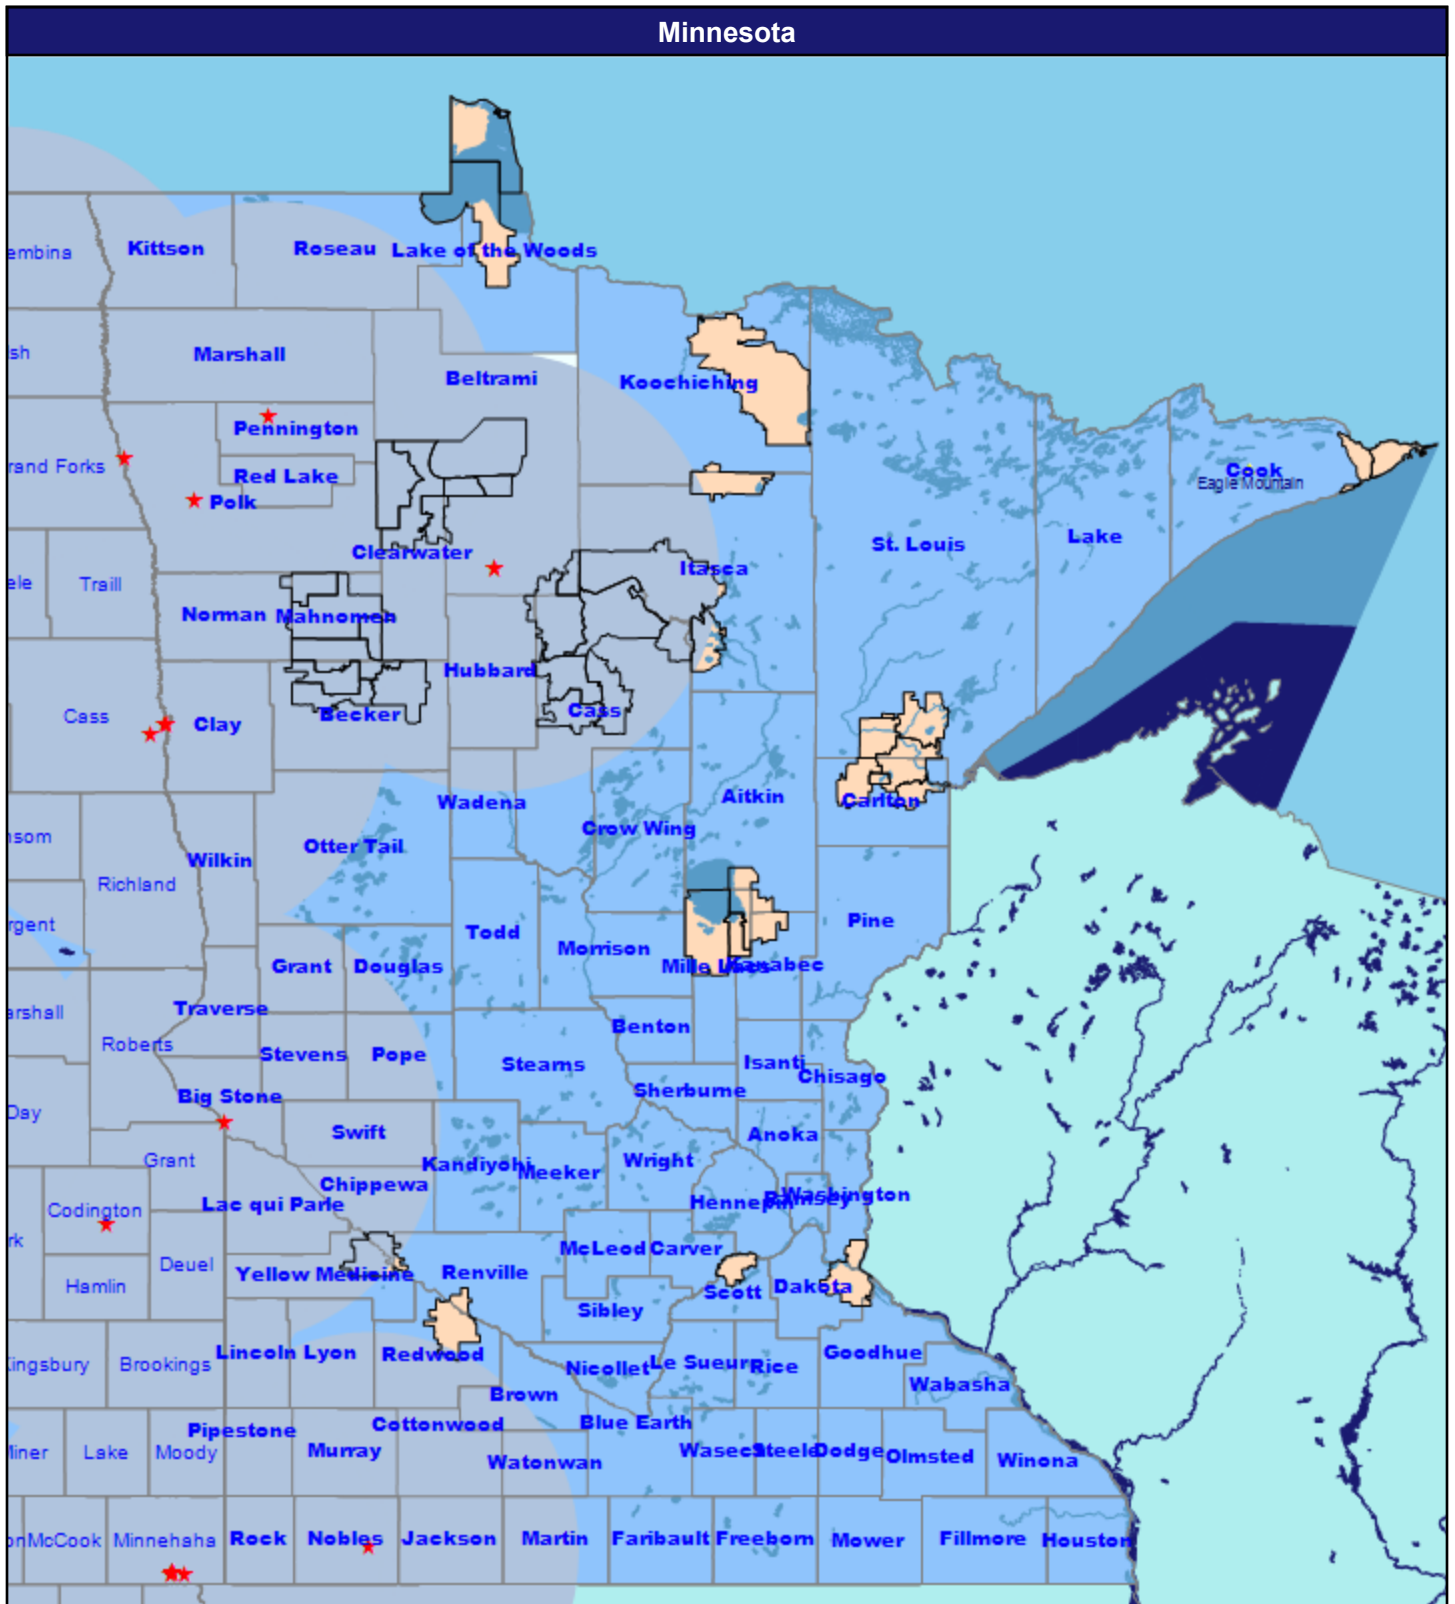 Minnesota
embina
Kittson
Roseau
Lake of the Woods
sh
Marshall
Beltrami
Koochiching
Pennington
rand Forks
Red Lake
Polk
Cook
Eagle Mountain
Clearwater
St. Louis
Lake
Itasca
ele
Traill
Norman
Mahnomen
Hubbard
Cass
Clay
Becker
Cass
Wadena
Aitkin
Carlton
Crow Wing
nsom
Otter Tail
Wilkin
Richland
rgent
Todd
Morrison
Pine
Grant
Douglas
Mille Lacs
Kanabec
arshall
Traverse
Roberts
Stevens
Pope
Benton
Stearns
Isanti
Chisago
Big Stone
Sherburne
Day
Swift
Anoka
Grant
Kandiyohi
Meeker
Wright
Chippewa
Codington
Lac qui Parle
Hennepin
Ramsey
Washington
rk
Deuel
McLeod
Carver
Hamlin
Yellow Medicine
Renville
Scott
Dakota
Sibley
Kingsbury
Brookings
Lincoln
Lyon
Redwood
Nicollet
Le Sueur
Rice
Goodhue
Brown
Wabasha
Pipestone
Cottonwood
Blue Earth
Miner
Lake
Moody
Murray
Watonwan
Waseca
Steele
Dodge
Olmsted
Winona
on
McCook
Minnehaha
Rock
Nobles
Jackson
Martin
Faribault
Freeborn
Mower
Fillmore
Houston